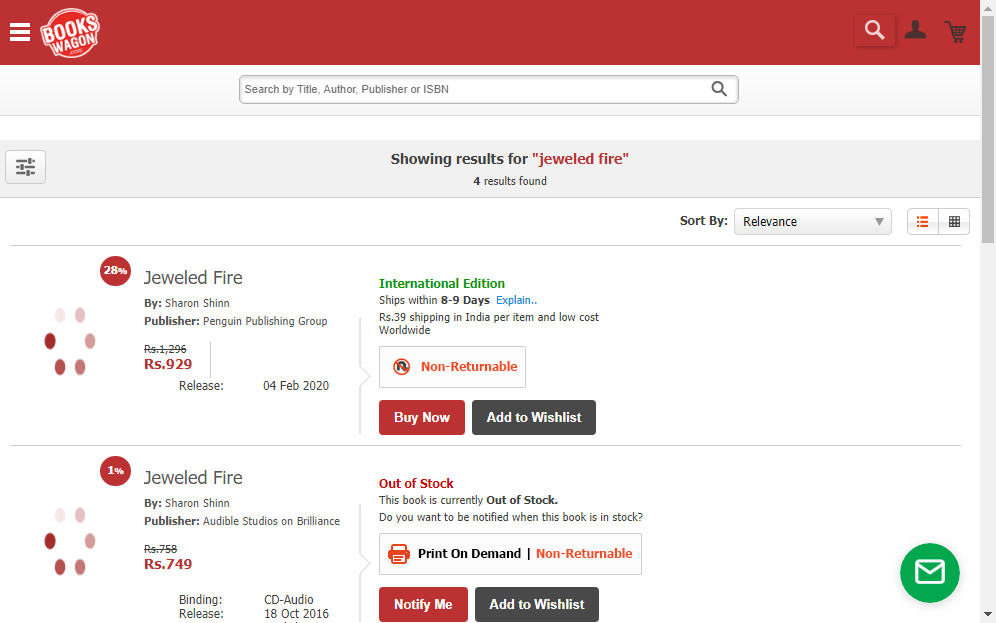 BOOKS
WAGON
.com
Search by Title, Author, Publisher or ISBN
Showing results for "jeweled fire"
4 results found
Sort By: Relevance
28%
Jeweled Fire
By: Sharon Shinn
Publisher: Penguin Publishing Group
Rs.1,296
Rs.929
Release: 04 Feb 2020
International Edition
Ships within 8-9 Days Explain..
Rs.39 shipping in India per item and low cost
Worldwide
Non-Returnable
Buy Now Add to Wishlist
1%
Jeweled Fire
By: Sharon Shinn
Publisher: Audible Studios on Brilliance
Rs.758
Rs.749
Binding: CD-Audio
Release: 18 Oct 2016
Out of Stock
This book is currently Out of Stock.
Do you want to be notified when this book is in stock?
Print On Demand | Non-Returnable
Notify Me Add to Wishlist